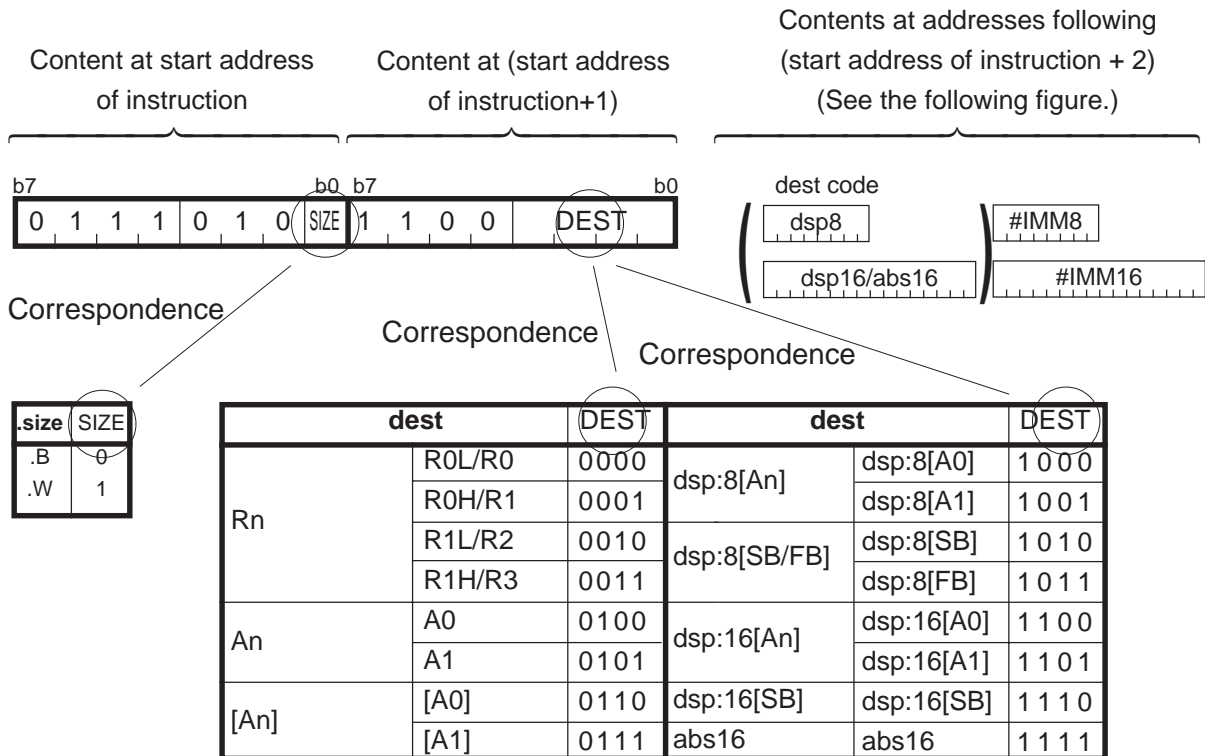 Content at start address
of instruction
Content at (start address
of instruction+1)
Contents at addresses following
(start address of instruction + 2)
(See the following figure.)
b7 b0 b7 b0
0 1 1 1 0 1 0 SIZE 1 1 0 0 DEST
dest code
dsp8 #IMM8
dsp16/abs16 #IMM16
Correspondence
Correspondence
Correspondence
.size SIZE
.B 0
.W 1
dest DEST dest DEST
Rn R0L/R0 0000 dsp:8[An] dsp:8[A0] 1000
R0H/R1 0001 dsp:8[A1] 1001
R1L/R2 0010 dsp:8[SB/FB] dsp:8[SB] 1010
R1H/R3 0011 dsp:8[FB] 1011
An A0 0100 dsp:16[An] dsp:16[A0] 1100
A1 0101 dsp:16[A1] 1101
[An] [A0] 0110 dsp:16[SB] dsp:16[SB] 1110
[A1] 0111 abs16 abs16 1111